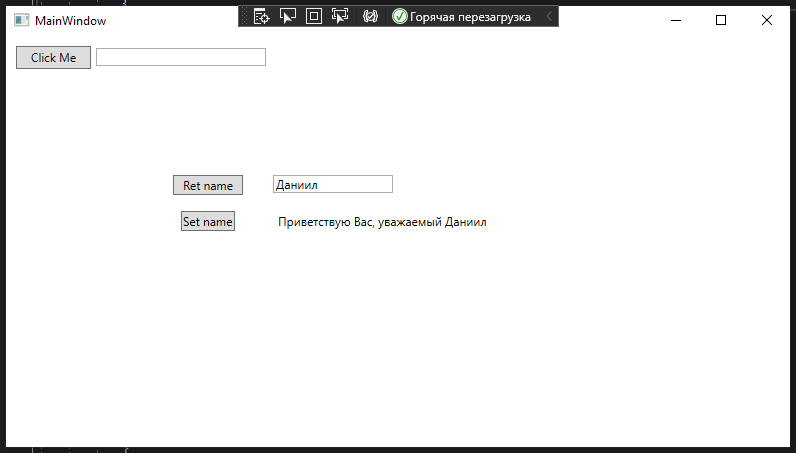 MainWindow
Горячая перезагрузка
Click Me
Ret name
Даниил
Set name
Приветствую Вас, уважаемый Даниил